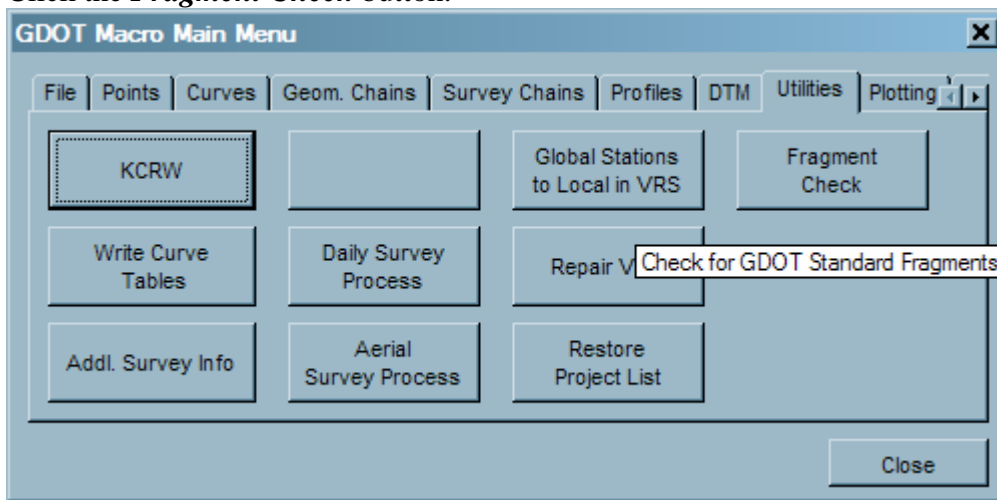 Click the Fragment Check button.
GDOT Macro Main Menu
File Points Curves Geom. Chains Survey Chains Profiles DTM Utilities Plotting
KCRW
Global Stations
to Local in VRS
Fragment
Check
Write Curve
Tables
Daily Survey
Process
Repair V
Check for GDOT Standard Fragments
Addl. Survey Info
Aerial
Survey Process
Restore
Project List
Close